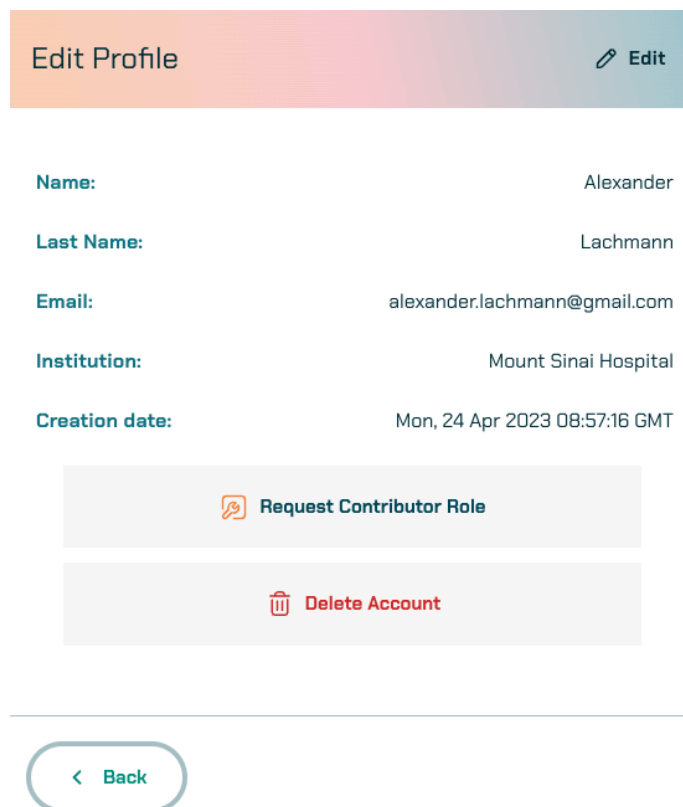 Edit Profile Edit
Name: Alexander
Last Name: Lachmann
Email: alexander.lachmann@gmail.com
Institution: Mount Sinai Hospital
Creation date: Mon, 24 Apr 2023 08:57:16 GMT
Request Contributor Role
Delete Account
Back